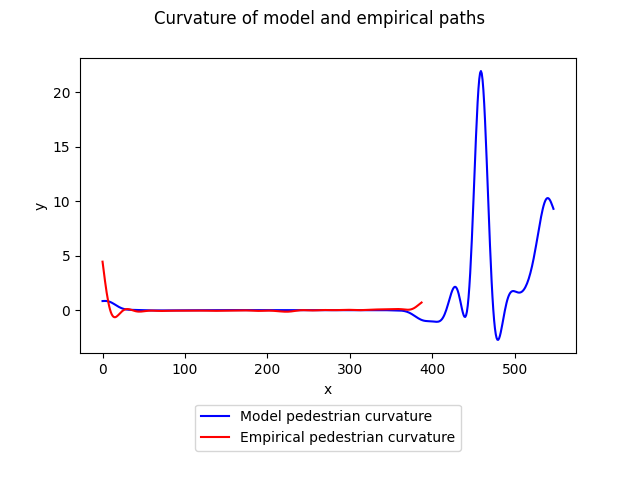 Curvature of model and empirical paths
20
15
10
5
0
y
0 100 200 300 400 500
x
Model pedestrian curvature
Empirical pedestrian curvature